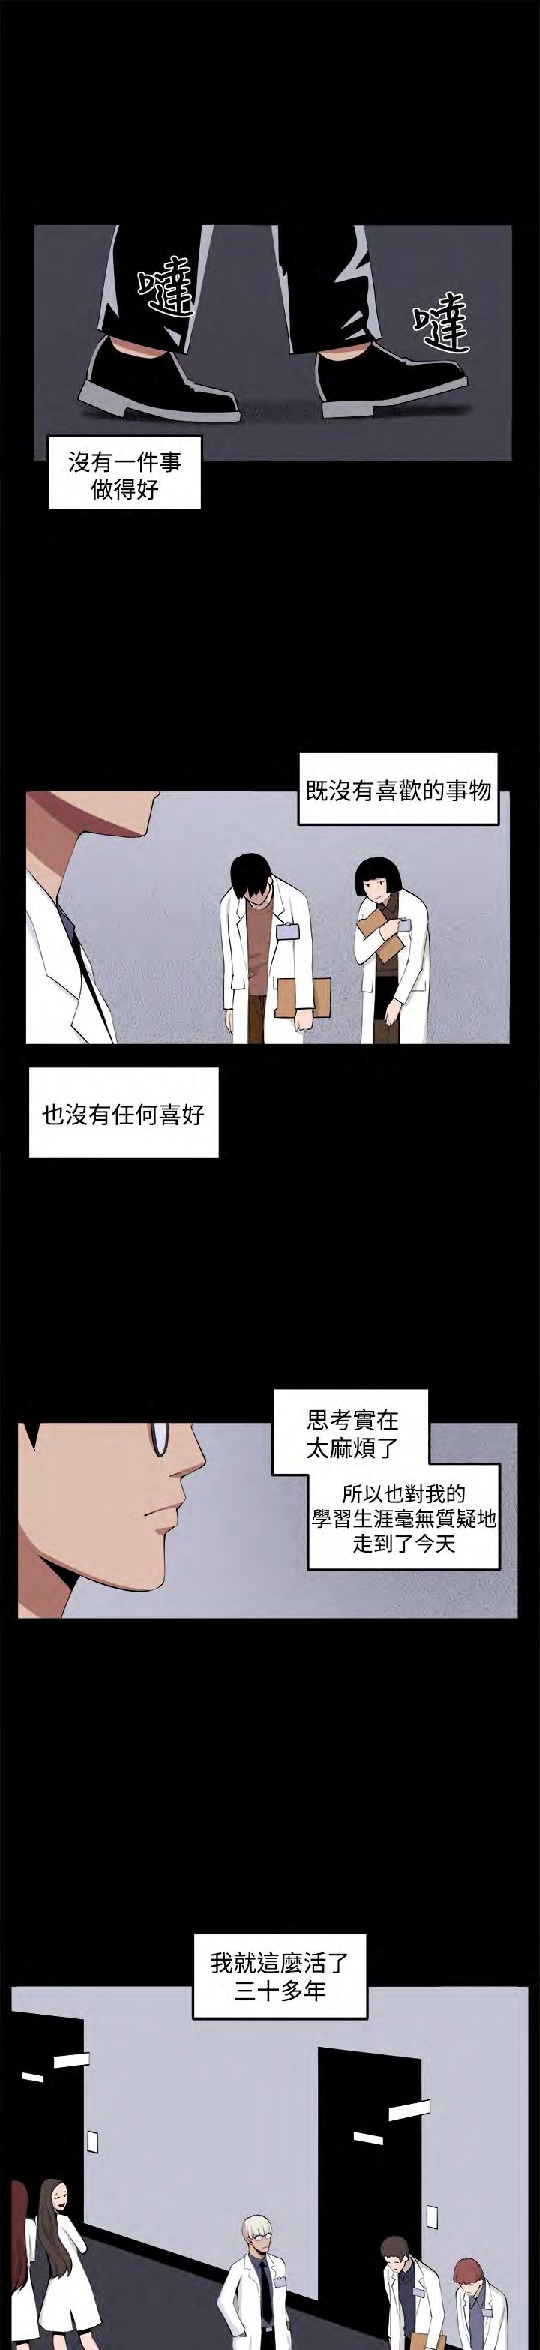 噠
噠
沒有一件事
做得好
既沒有喜歡的事物
也沒有任何喜好
思考實在
太麻煩了
所以也對我的
學習生涯毫無質疑地
走到了今天
我就這麼活了
三十多年